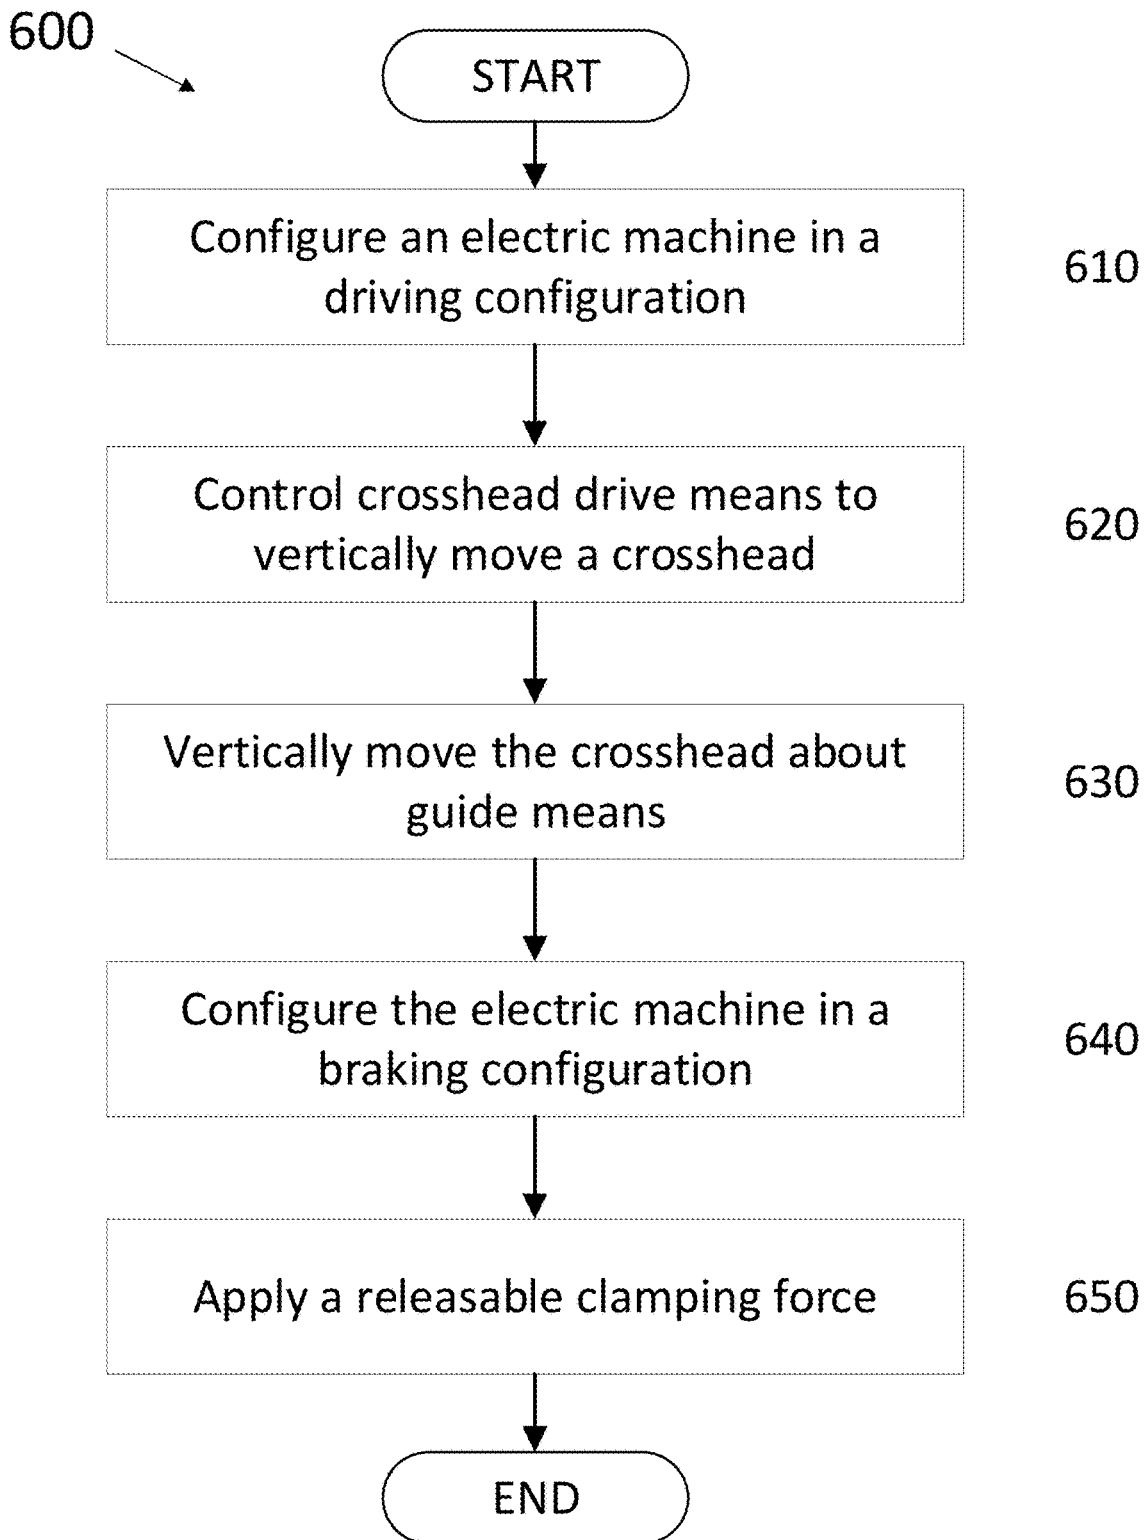 600
START
Configure an electric machine in a
driving configuration
610
Control crosshead drive means to
vertically move a crosshead
620
Vertically move the crosshead about
guide means
630
Configure the electric machine in a
braking configuration
640
Apply a releasable clamping force
650
END